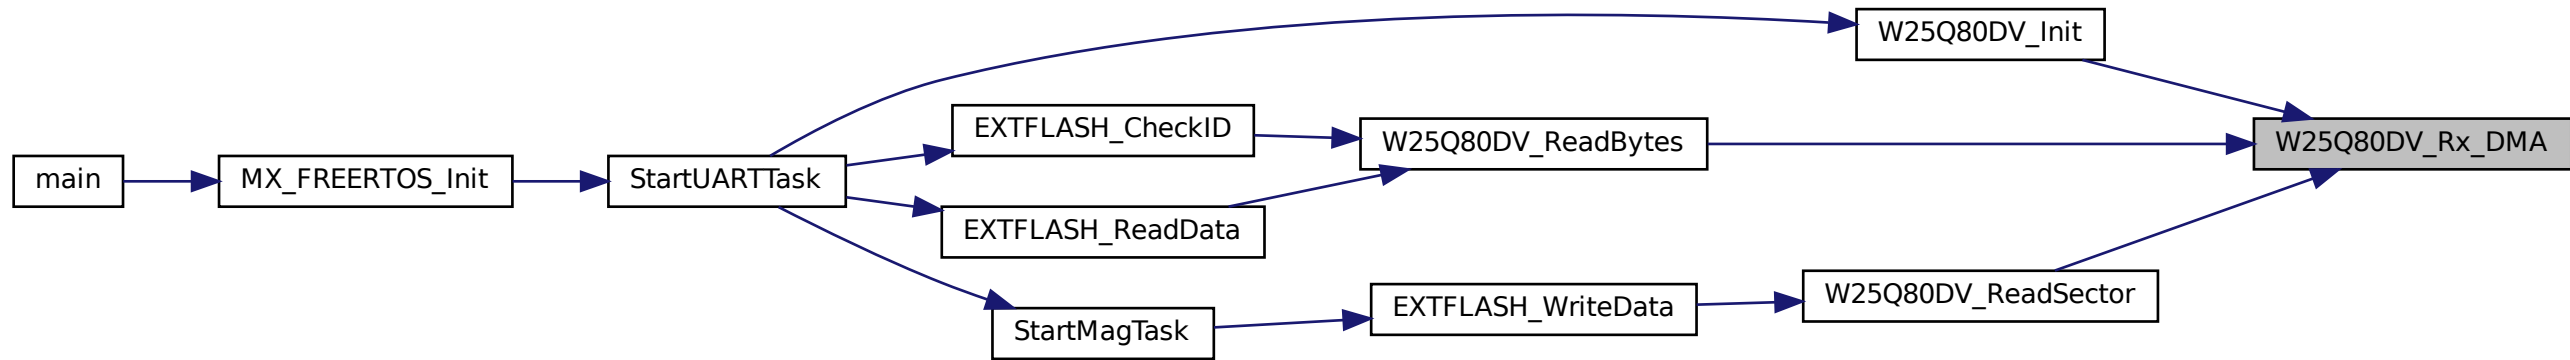 main
MX_FREERTOS_Init
StartUARTTask
EXTFLASH_CheckID
EXTFLASH_ReadData
StartMagTask
W25Q80DV_ReadBytes
EXTFLASH_WriteData
W25Q80DV_Init
W25Q80DV_ReadSector
W25Q80DV_Rx_DMA